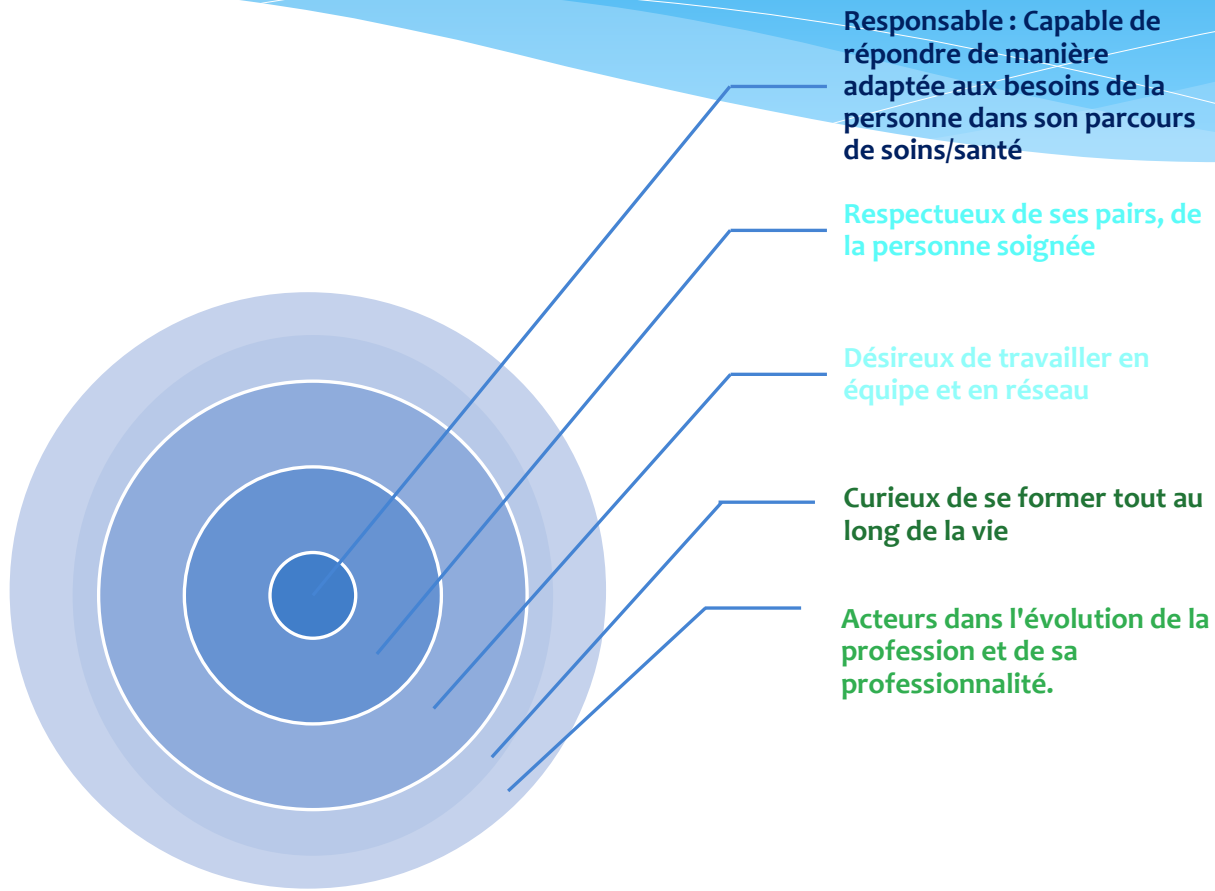 Responsable : Capable de
répondre de manière
adaptée aux besoins de la
personne dans son parcours
de soins/santé
Respectueux de ses pairs, de
la personne soignée
Désireux de travailler en
équipe et en réseau
Curieux de se former tout au
long de la vie
Acteurs dans l'évolution de la
profession et de sa
professionnalité.